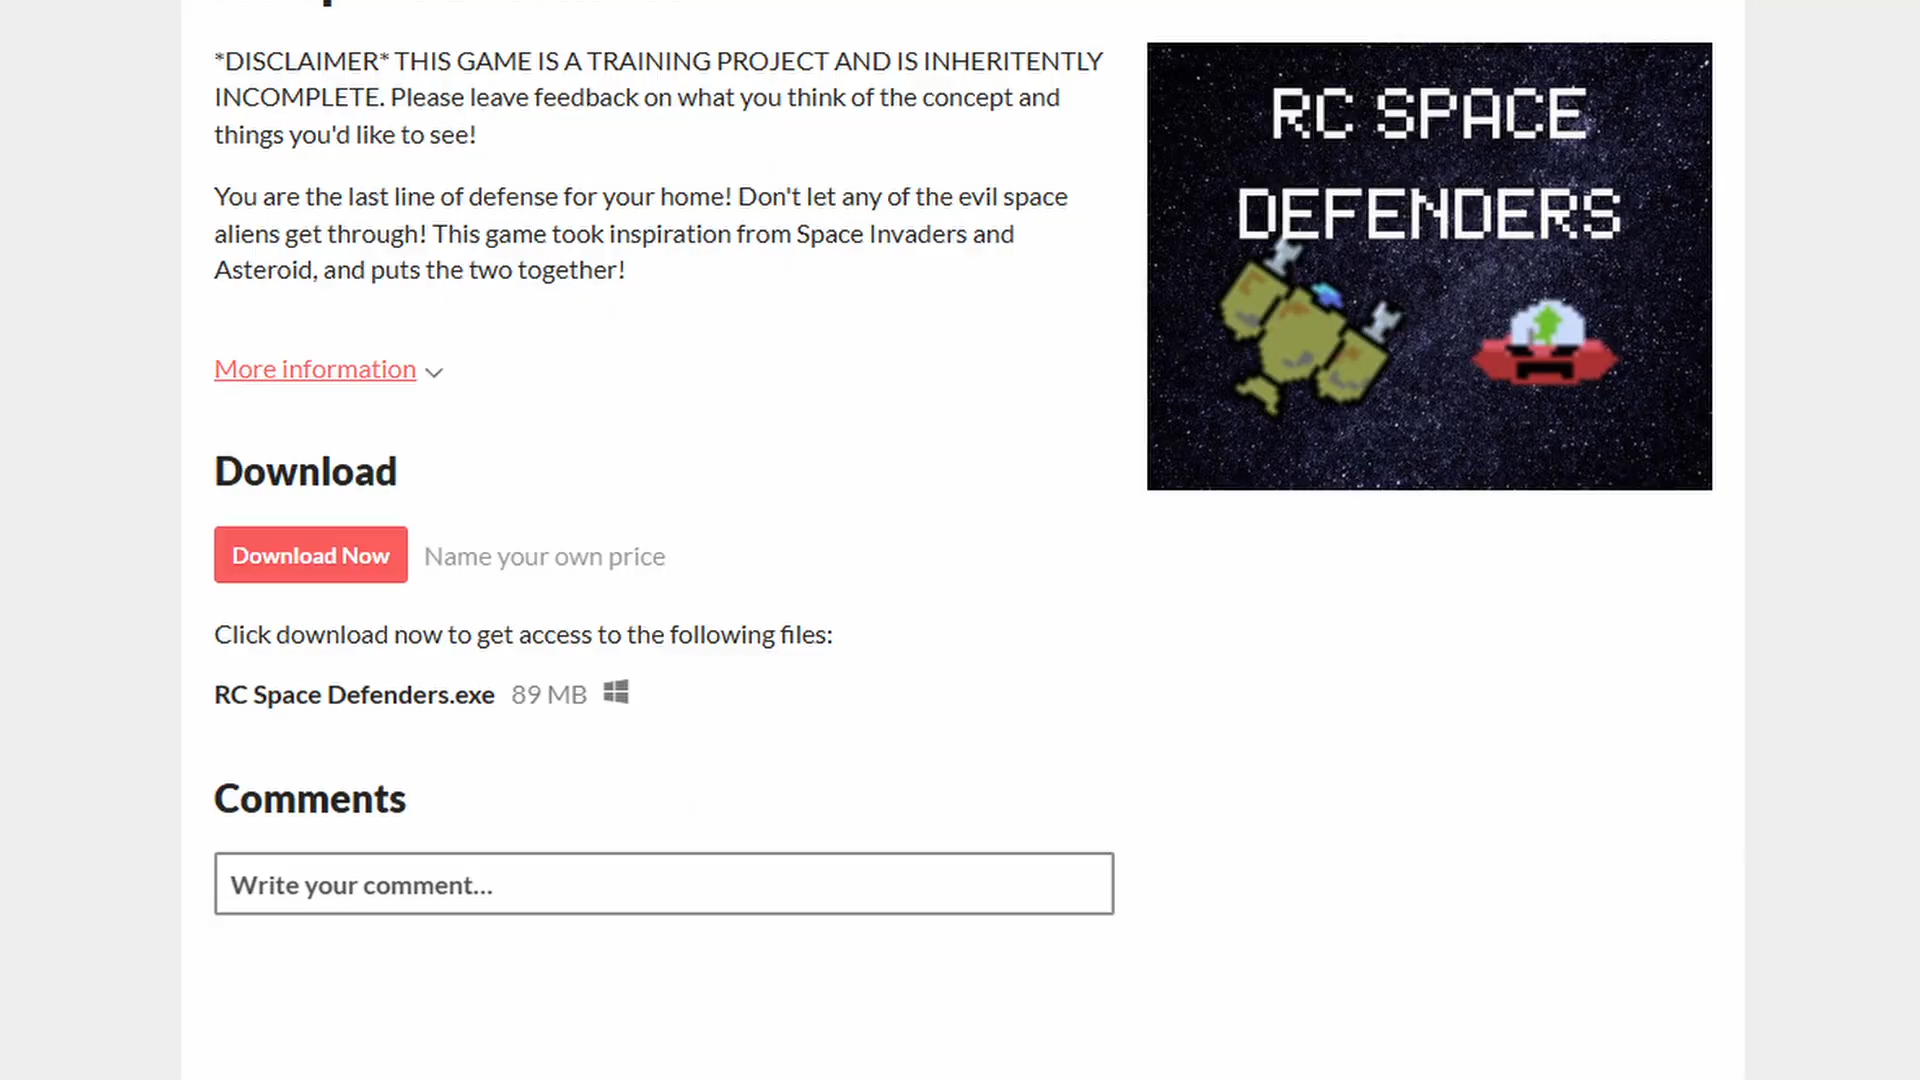 *DISCLAIMER* THIS GAME IS A TRAINING PROJECT AND IS INHERITENTLY
INCOMPLETE. Please leave feedback on what you think of the concept and
things you'd like to see!
You are the last line of defense for your home! Don't let any of the evil space
aliens get through! This game took inspiration from Space Invaders and
Asteroid, and puts the two together!
More information
Download
Download Now
Name your own price
Click download now to get access to the following files:
RC Space Defenders.exe 89 MB
Comments
Write your comment...
RC SPACE
DEFENDERS